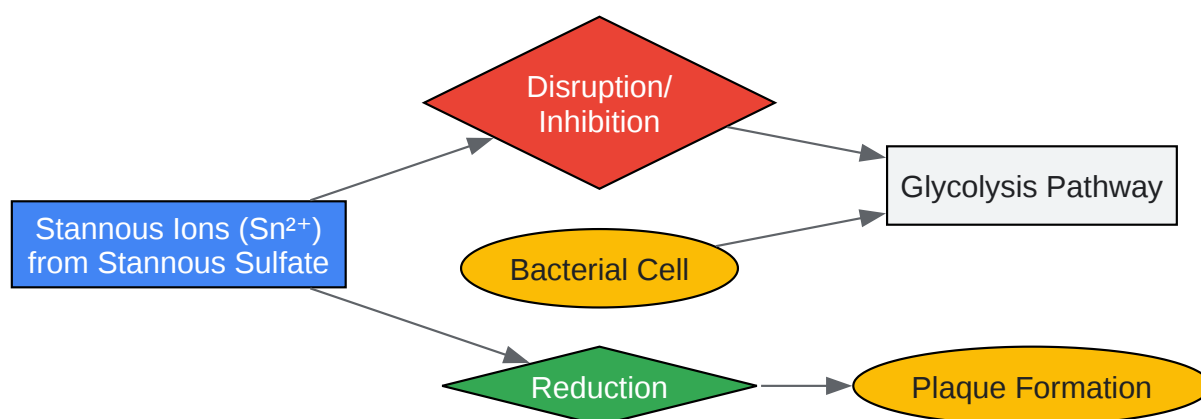 Disruption/
Inhibition
Glycolysis Pathway
Stannous Ions (Sn²⁺)
from Stannous Sulfate
Bacterial Cell
Reduction
Plaque Formation